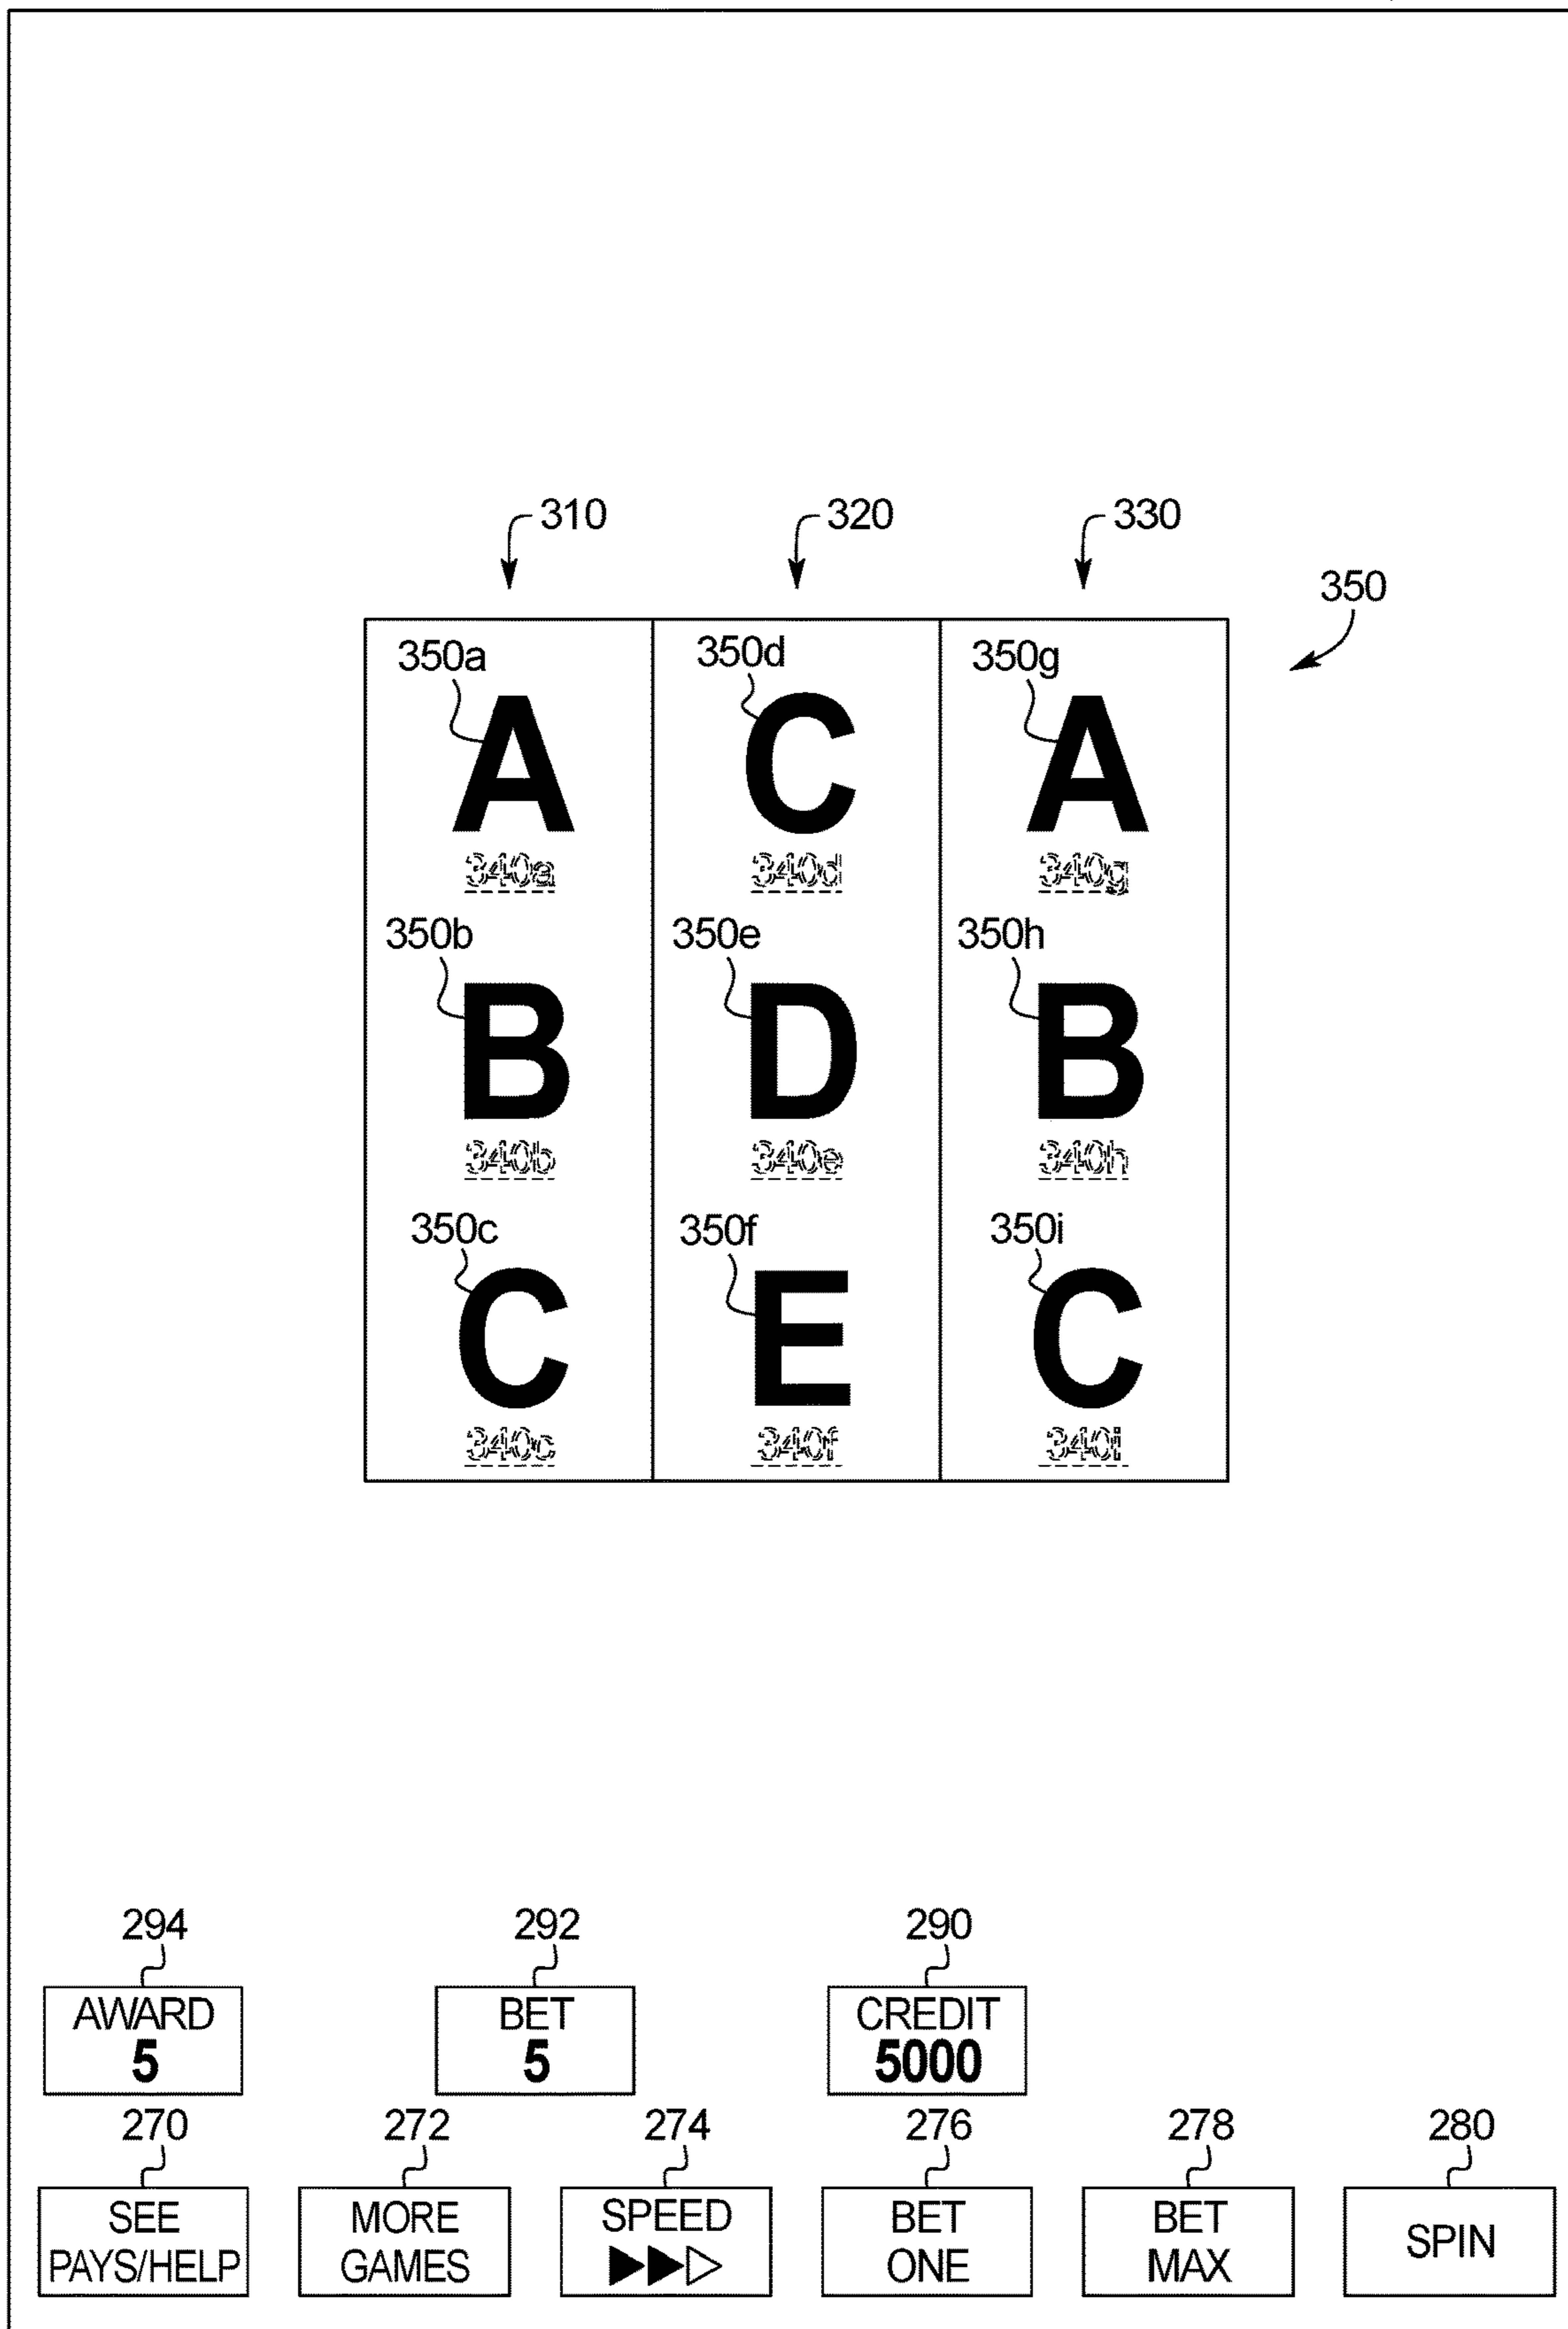 310 320 330
350
350a 350d 350g
A C A
340a 340d 340g
350b 350e 350h
B D B
340b 340e 340h
350c 350f 350i
C E C
340c 340f 340i
294 292 290
AWARD BET CREDIT
5 5 5000
270 272 274 276 278 280
SEE MORE SPEED BET BET SPIN
PAYS/HELP GAMES ONE MAX